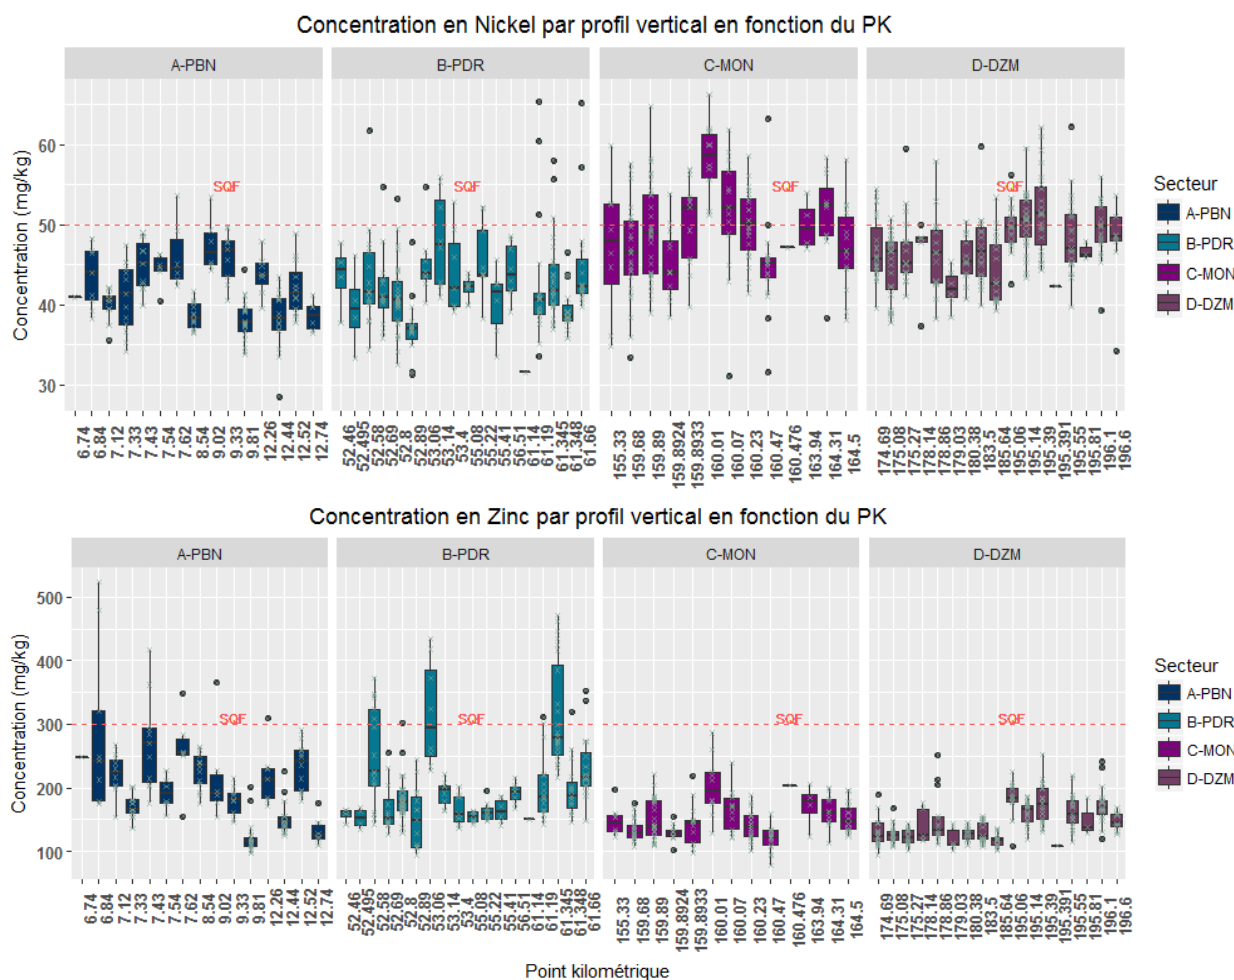 Concentration en Nickel par profil vertical en fonction du PK
A-PBN B-PDR C-MON D-DZM
Concentration (mg/kg)
60
50
40
30
SQF SQF SQF SQF
6.74 6.84 7.12 7.33 7.43 7.54 7.62 8.54 9.02 9.33 9.81 12.26 12.44 12.52 12.74
52.46 52.495 52.58 52.69 52.8 52.89 53.06 53.14 53.4 55.08 55.22 55.41 56.51 61.14 61.19 61.345 61.348 61.66
155.33 159.68 159.89 159.8924 159.8933 160.01 160.07 160.23 160.47 160.476 163.94 164.31 164.5
174.69 175.08 175.27 178.14 178.86 179.03 180.38 183.5 185.64 195.06 195.14 195.39 195.391 195.55 195.81 196.1 196.6
Secteur
A-PBN
B-PDR
C-MON
D-DZM
Concentration en Zinc par profil vertical en fonction du PK
A-PBN B-PDR C-MON D-DZM
Concentration (mg/kg)
500
400
300
200
100
SQF SQF SQF SQF
6.74 6.84 7.12 7.33 7.43 7.54 7.62 8.54 9.02 9.33 9.81 12.26 12.44 12.52 12.74
52.46 52.495 52.58 52.69 52.8 52.89 53.06 53.14 53.4 55.08 55.22 55.41 56.51 61.14 61.19 61.345 61.348 61.66
155.33 159.68 159.89 159.8924 159.8933 160.01 160.07 160.23 160.47 160.476 163.94 164.31 164.5
174.69 175.08 175.27 178.14 178.86 179.03 180.38 183.5 185.64 195.06 195.14 195.39 195.391 195.55 195.81 196.1 196.6
Point kilométrique
Secteur
A-PBN
B-PDR
C-MON
D-DZM